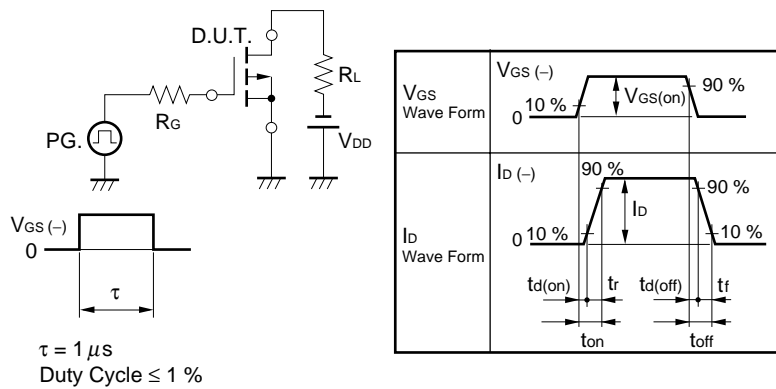 D.U.T.
RL
RG
PG.
VDD
VGS (−)
0
τ
τ = 1 μs
Duty Cycle ≤ 1 %
VGS
Wave Form
VGS (−)
10 %
0
VGS(on)
90 %
ID
Wave Form
ID (−)
90 %
ID
90 %
0
10 %
10 %
td(on)
tr
td(off)
tf
ton
toff